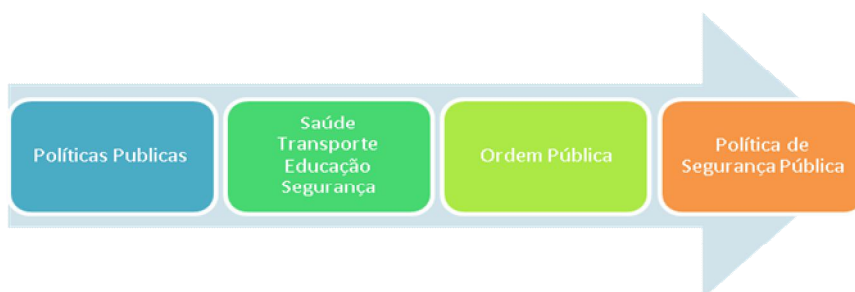 Políticas Publicas
Saúde
Transporte
Educação
Segurança
Ordem Pública
Política de
Segurança Pública